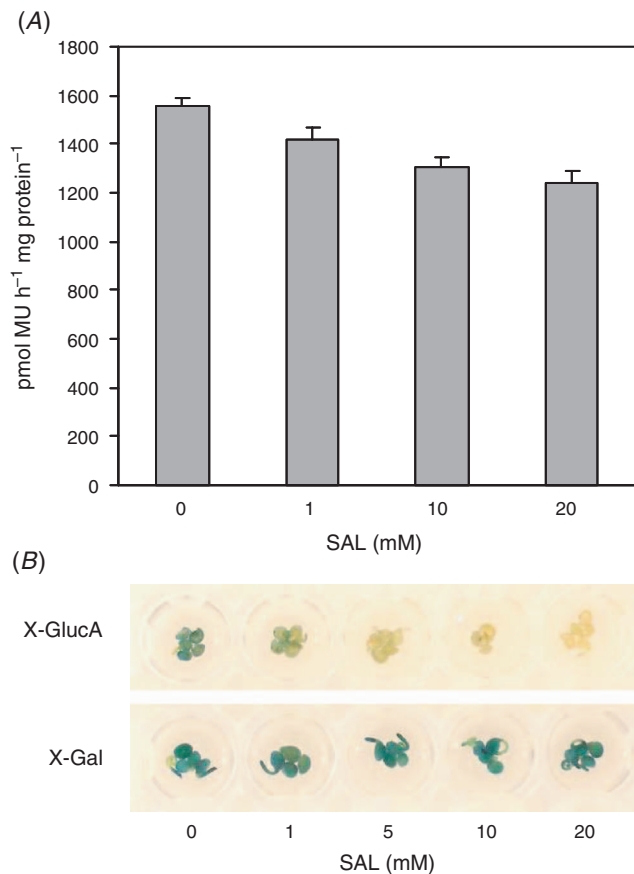 (A)
1800
1600
1400
1200
1000
800
600
400
200
0
pmol MU h⁻¹ mg protein⁻¹
0 1 10 20
SAL (mM)
(B)
X-GlucA
X-Gal
0 1 5 10 20
SAL (mM)